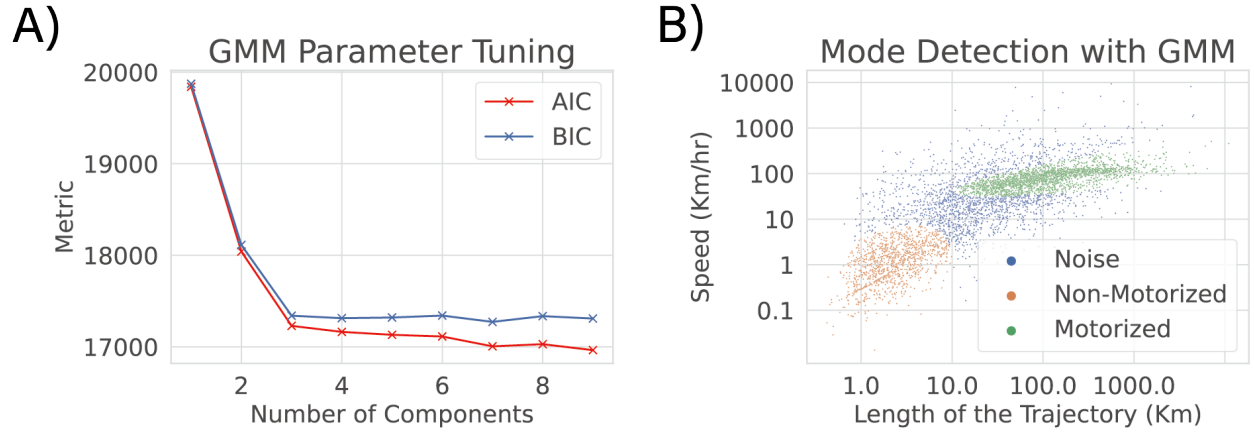 A)
GMM Parameter Tuning
20000
19000
18000
17000
Metric
AIC
BIC
2 4 6 8
Number of Components
B)
Mode Detection with GMM
10000
1000
100
10
1
0.1
Speed (Km/hr)
Noise
Non-Motorized
Motorized
1.0 10.0 100.0 1000.0
Length of the Trajectory (Km)